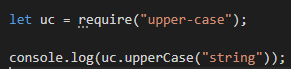 let uc = require("upper-case");
console.log(uc.upperCase("string"));